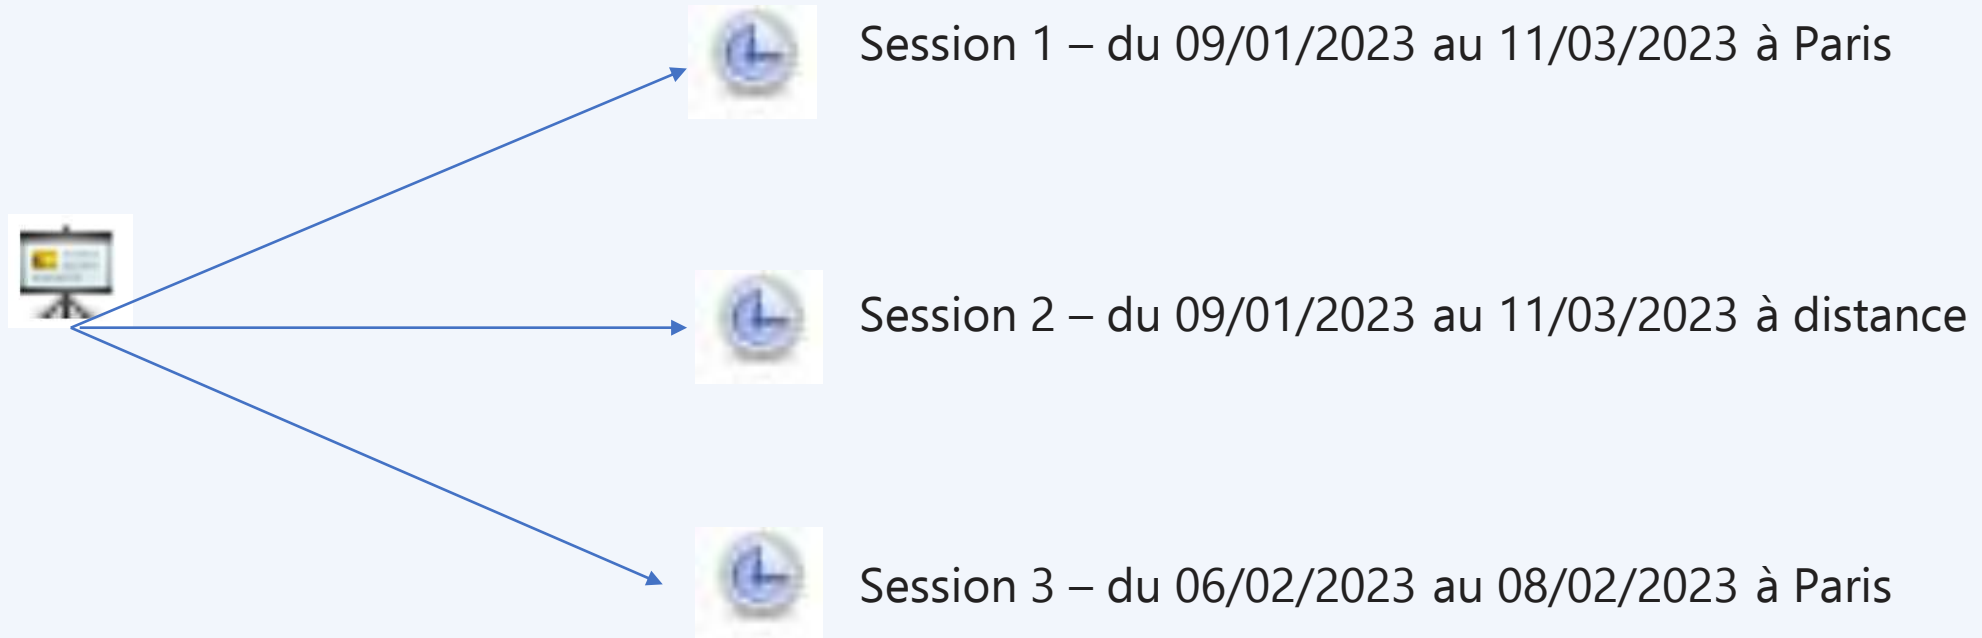 Session 1 – du 09/01/2023 au 11/03/2023 à Paris
Session 2 – du 09/01/2023 au 11/03/2023 à distance
Session 3 – du 06/02/2023 au 08/02/2023 à Paris